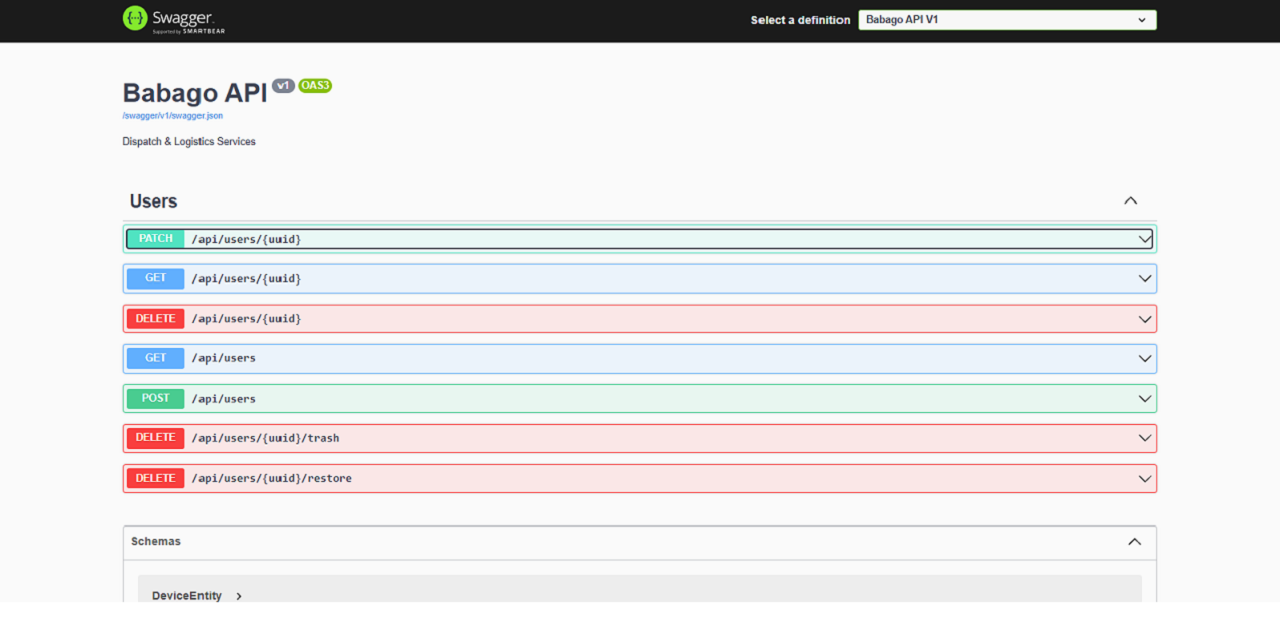 Swagger.
Supported by SMARTBEAR
Select a definition
Babago API V1
Babago API v1 OAS3
/swagger/v1/swagger.json
Dispatch & Logistics Services
Users
PATCH /api/users/{uuid}
GET /api/users/{uuid}
DELETE /api/users/{uuid}
GET /api/users
POST /api/users
DELETE /api/users/{uuid}/trash
DELETE /api/users/{uuid}/restore
Schemas
DeviceEntity